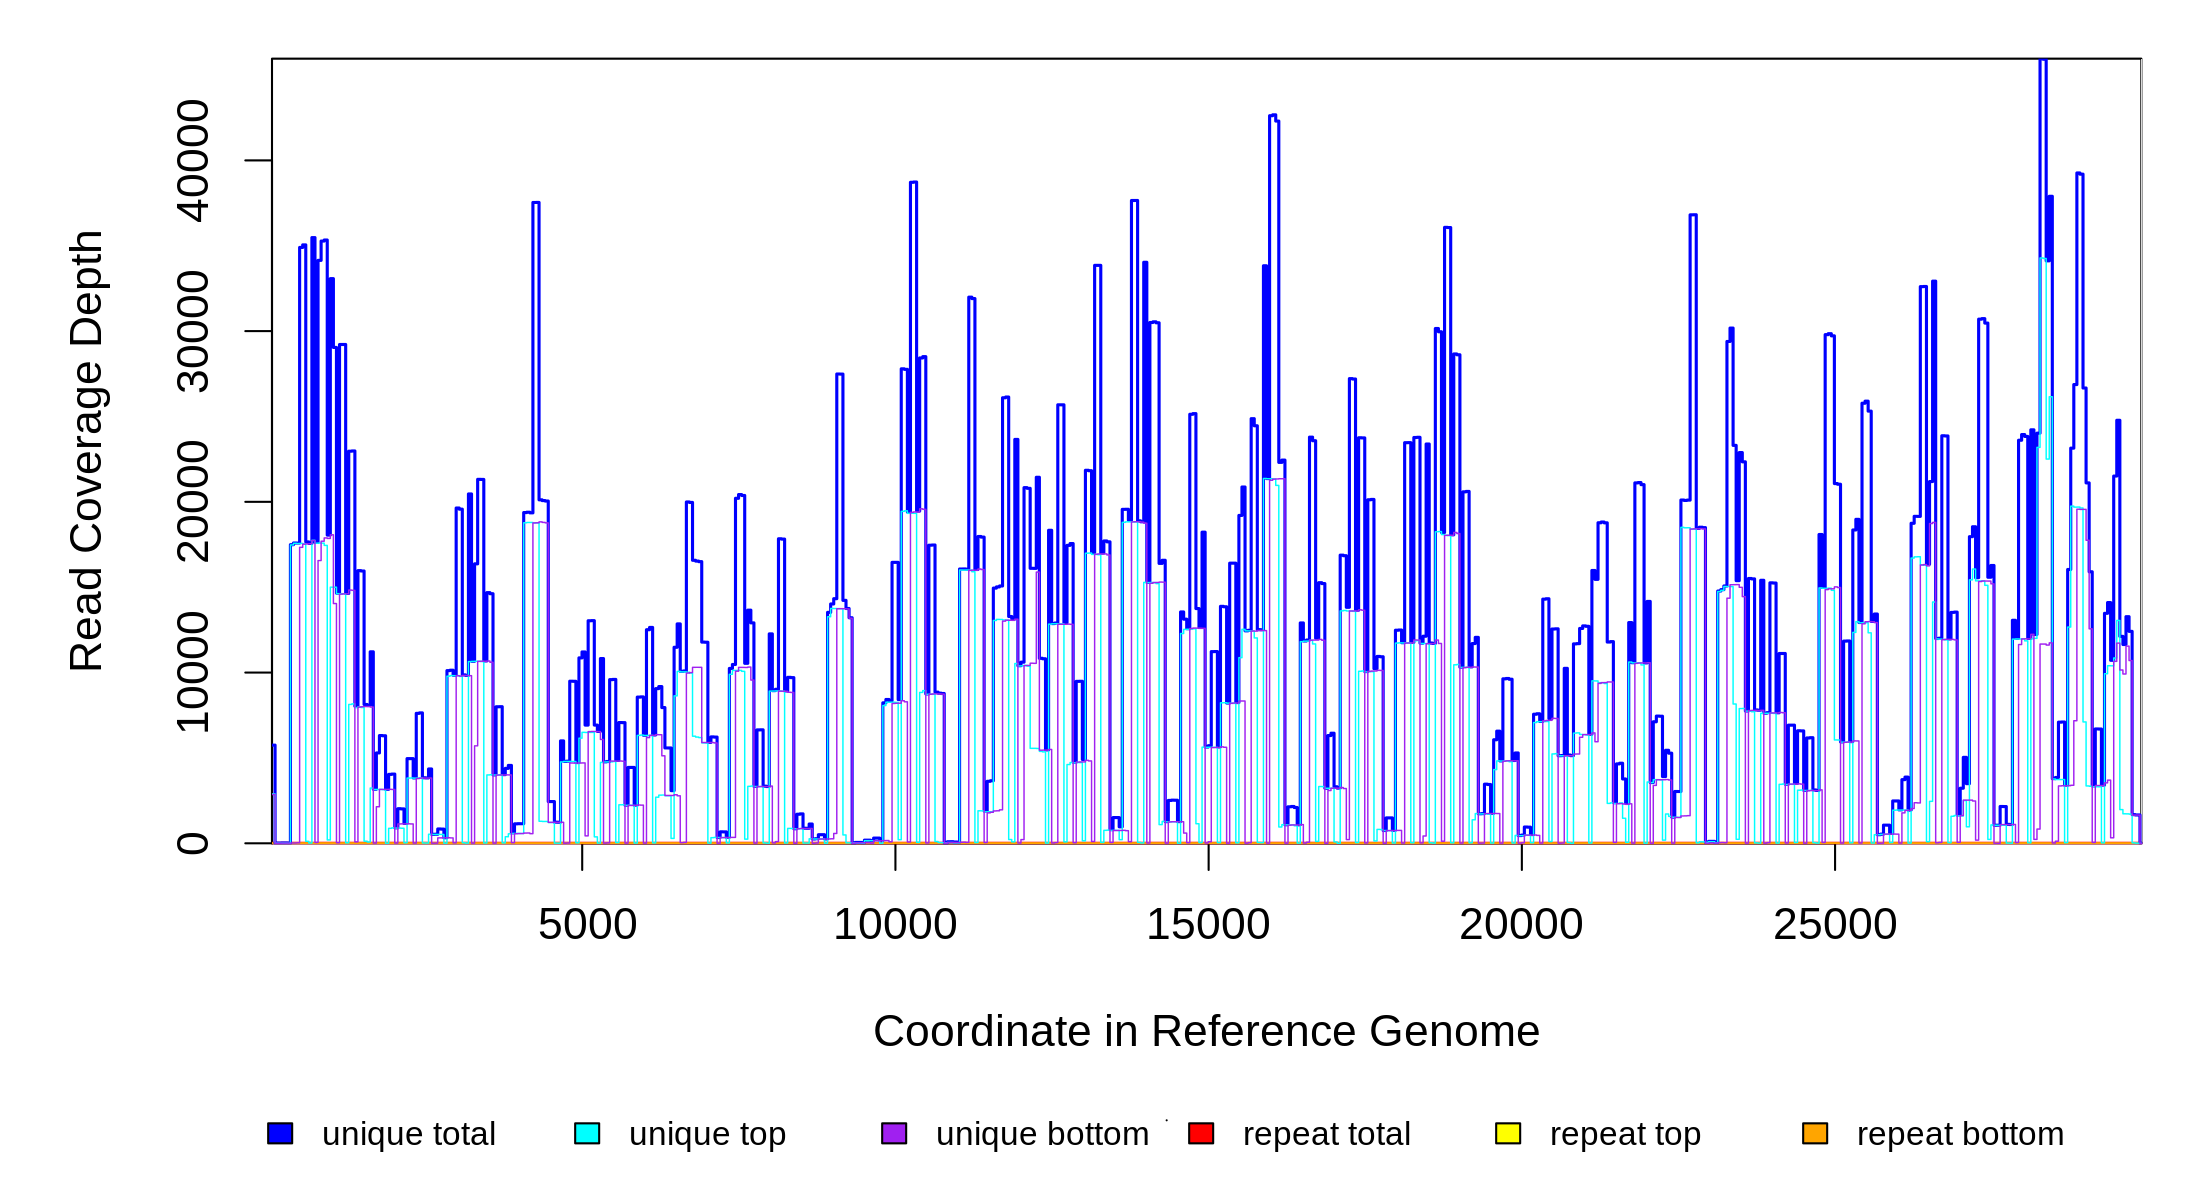 Read Coverage Depth
40000
30000
20000
10000
0
5000 10000 15000 20000 25000
Coordinate in Reference Genome
unique total unique top unique bottom repeat total repeat top repeat bottom